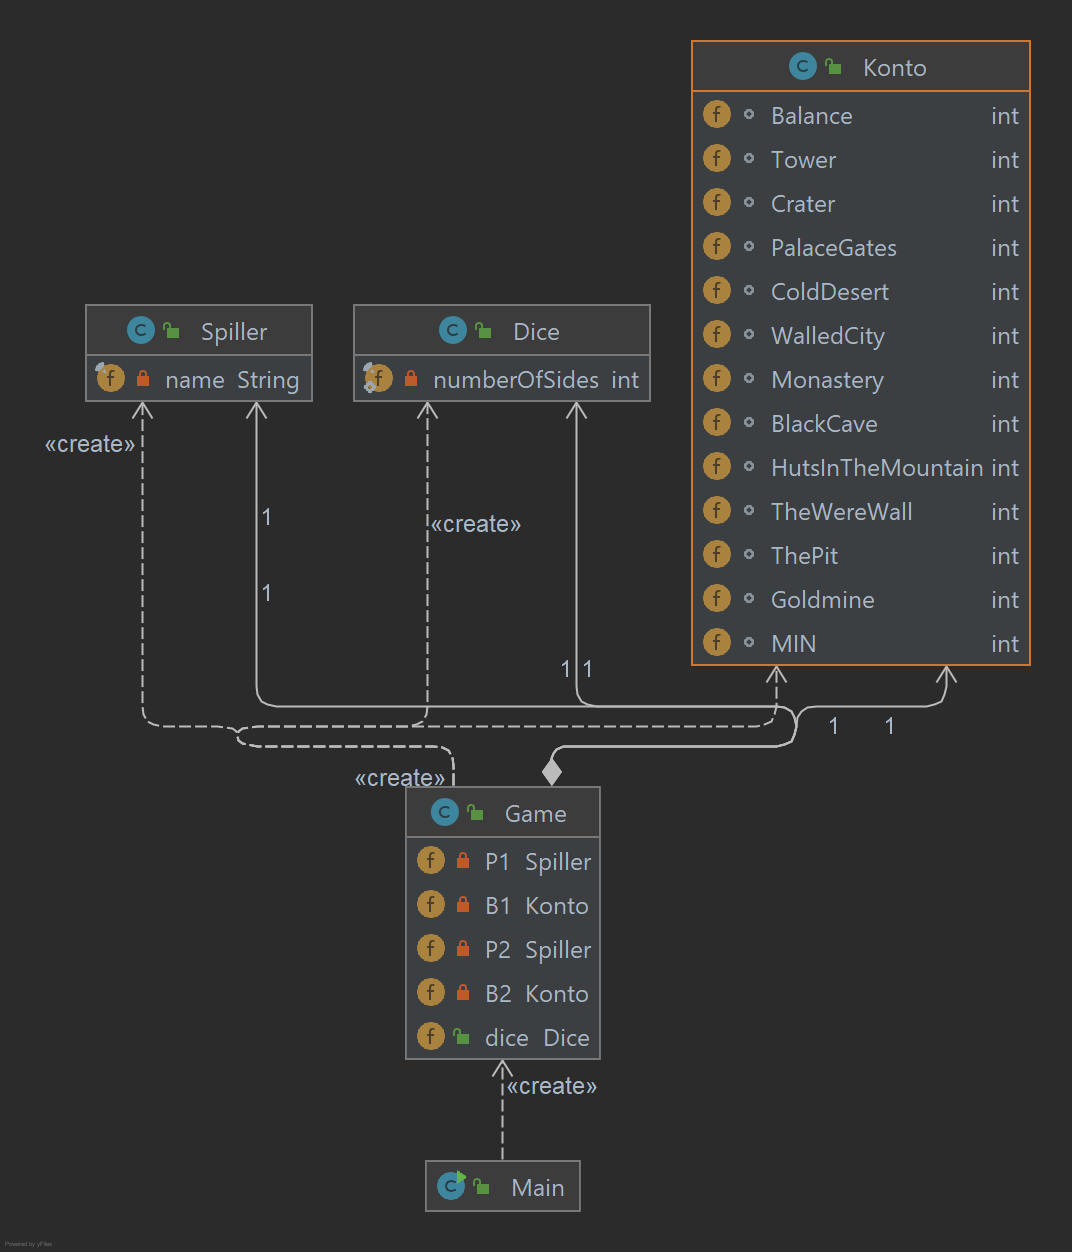 C Konto
f Balance int
f Tower int
f Crater int
f PalaceGates int
f ColdDesert int
f WalledCity int
f Monastery int
f BlackCave int
f HutsInTheMountain int
f TheWereWall int
f ThePit int
f Goldmine int
f MIN int
C Spiller
f name String
C Dice
f numberOfSides int
«create»
1
«create»
1
1 1
1 1
«create»
C Game
f P1 Spiller
f B1 Konto
f P2 Spiller
f B2 Konto
f dice Dice
«create»
C Main
Powered by yFiles